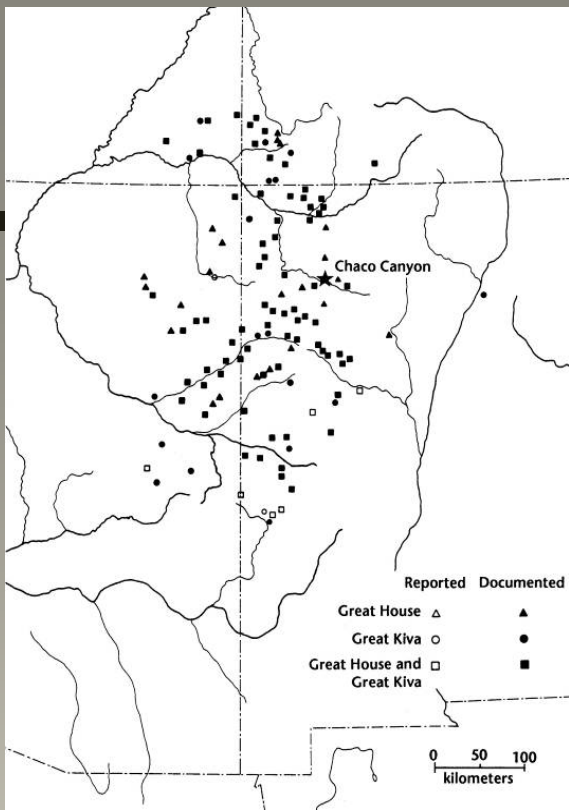 Chaco Canyon
Reported Documented
Great House
Great Kiva
Great House and
Great Kiva
0 50 100
kilometers